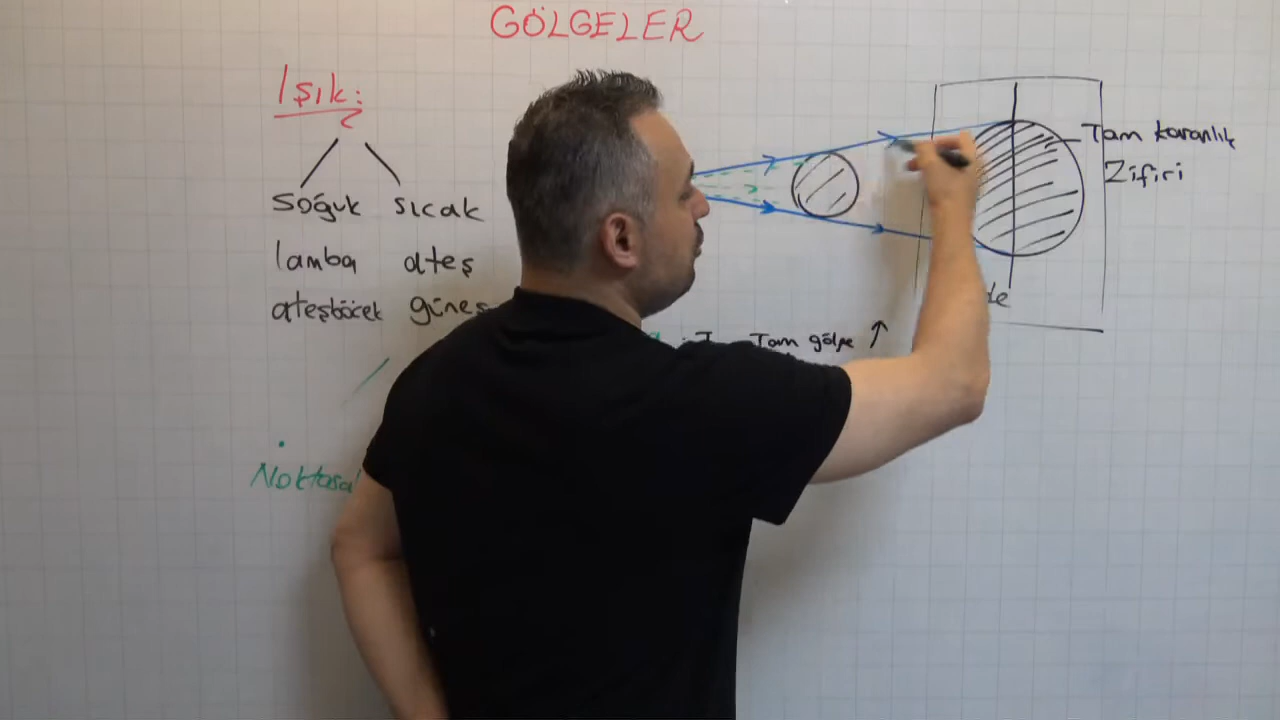 GÖLGELER
Işık:
soğuk sıcak
lamba ateş
ateşböcek güneş
Tam karanlık
Zifiri
Tam gölge ↑
Noktasal